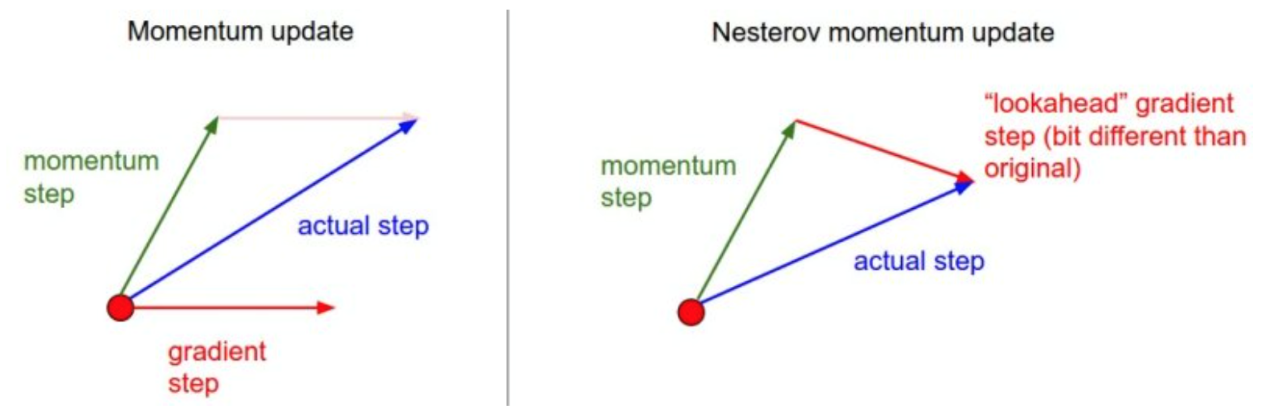 Momentum update
momentum
step
actual step
gradient
step
Nesterov momentum update
“lookahead” gradient
step (bit different than
original)
momentum
step
actual step